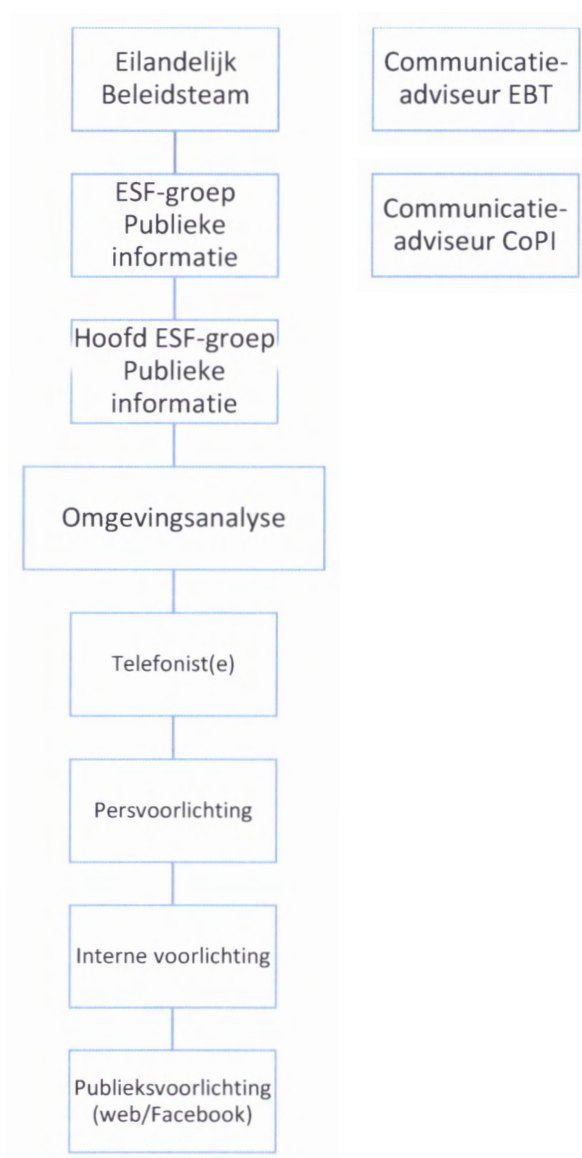 Eilandelijk
Beleidsteam
Communicatie-
adviseur EBT
ESF-groep
Publieke
informatie
Communicatie-
adviseur CoPI
Hoofd ESF-groep
Publieke
informatie
Omgevingsanalyse
Telefonist(e)
Persvoorlichting
Interne voorlichting
Publieksvoorlichting
(web/Facebook)